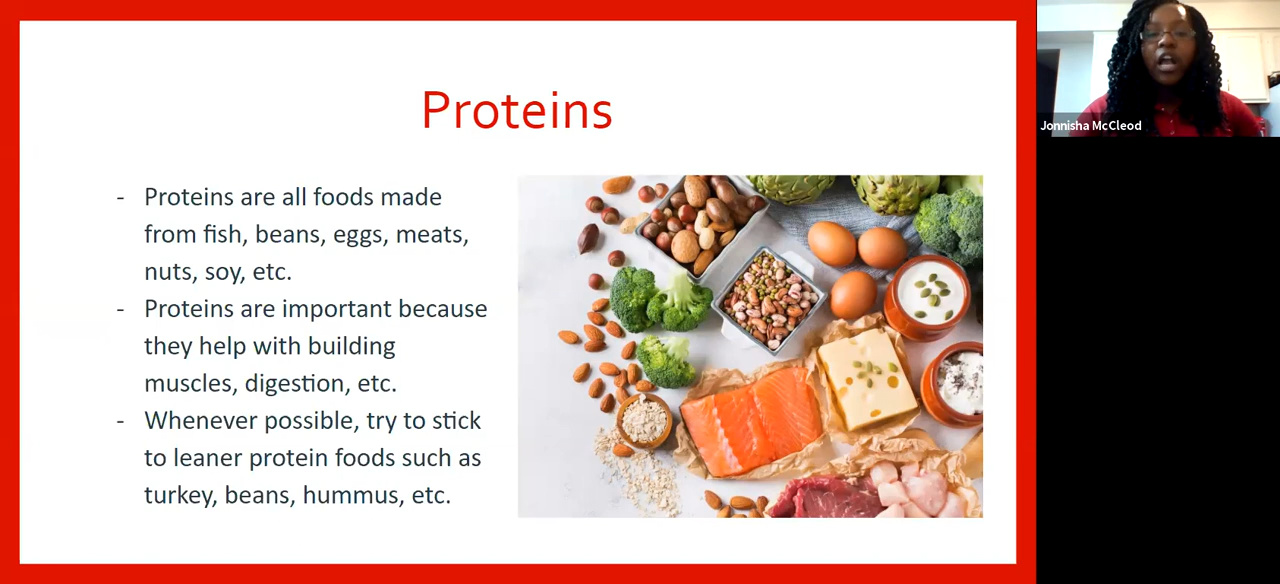 Proteins
- Proteins are all foods made
from fish, beans, eggs, meats,
nuts, soy, etc.
- Proteins are important because
they help with building
muscles, digestion, etc.
- Whenever possible, try to stick
to leaner protein foods such as
turkey, beans, hummus, etc.
Jonnisha McCleod